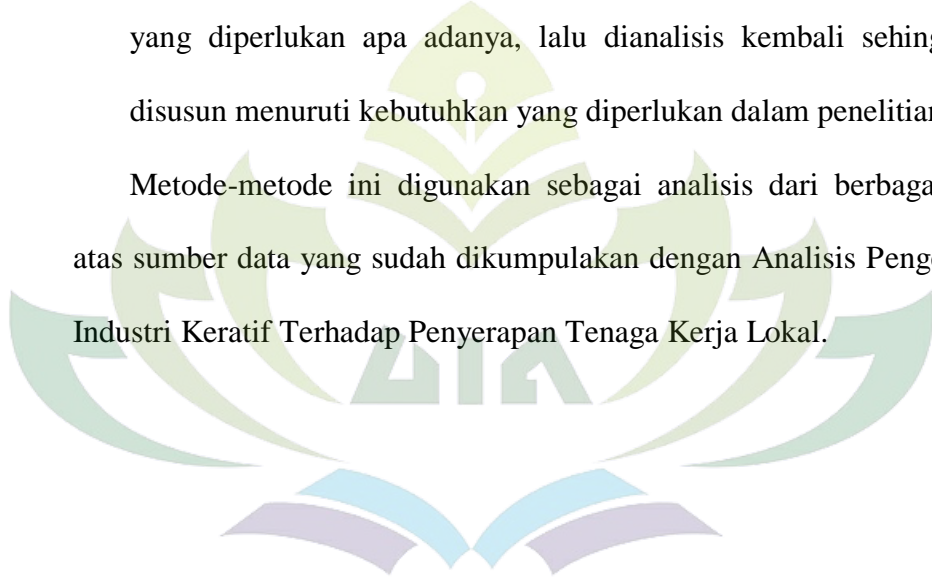 yang diperlukan apa adanya, lalu dianalisis kembali sehing
disusun menuruti kebutuhkan yang diperlukan dalam penelitian
Metode-metode ini digunakan sebagai analisis dari berbaga
atas sumber data yang sudah dikumpulakan dengan Analisis Peng
Industri Keratif Terhadap Penyerapan Tenaga Kerja Lokal.